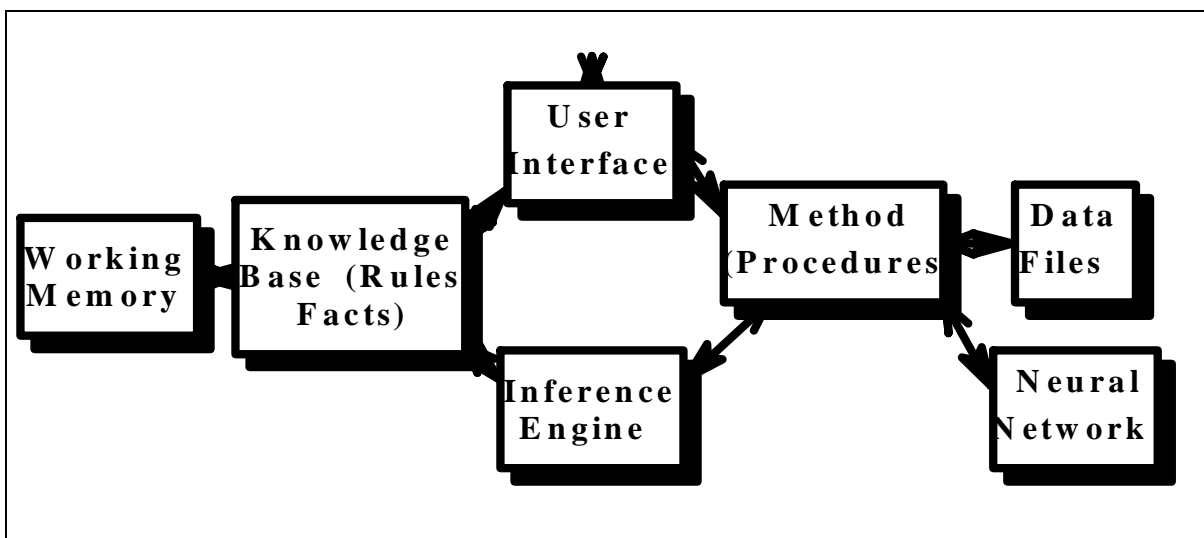 User
Interface
Working
Memory
Knowledge
Base (Rules
Facts)
Method
(Procedures
Data
Files
Inference
Engine
Neural
Network